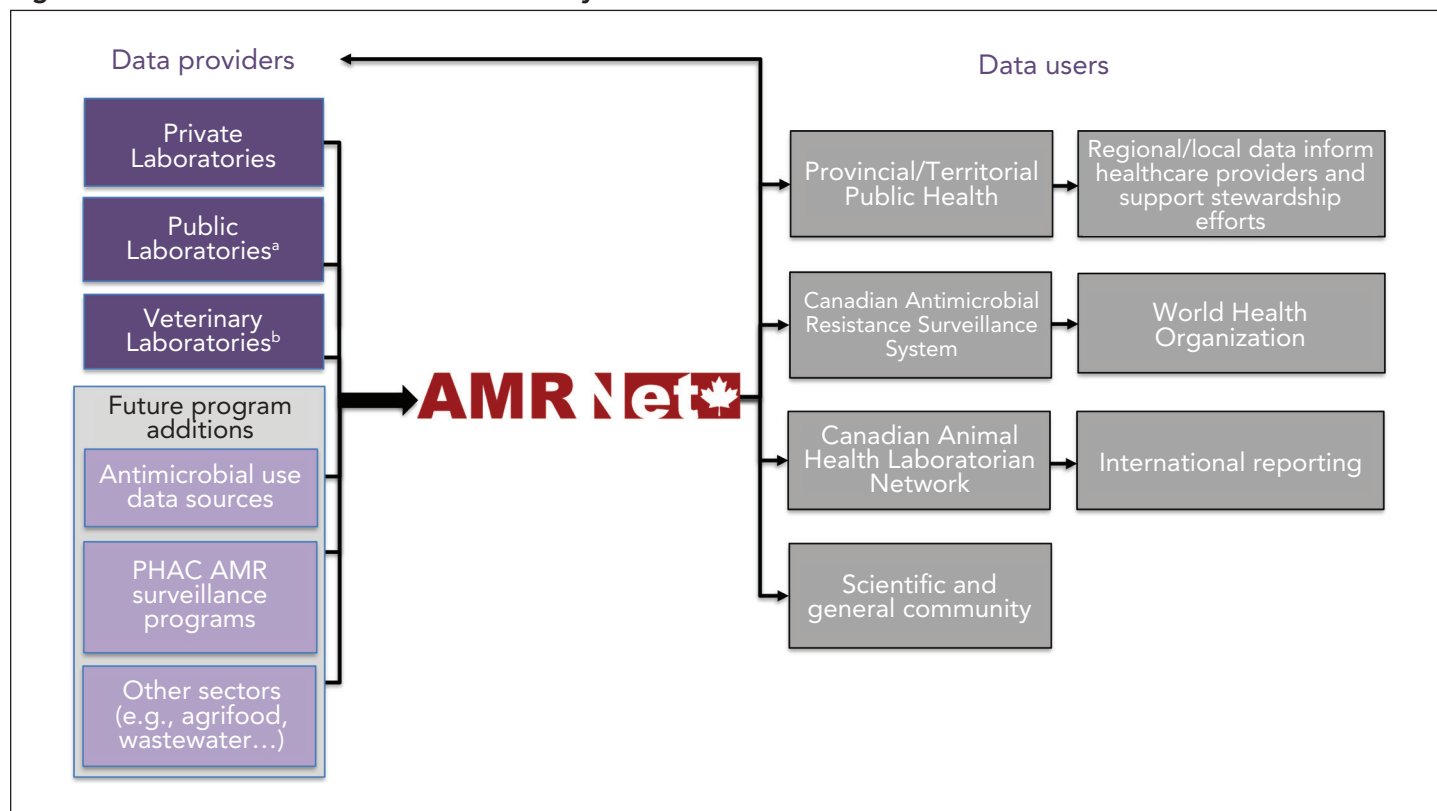 Data providers
Private
Laboratories
Public
Laboratoriesᵃ
Veterinary
Laboratoriesᵇ
Future program
additions
Antimicrobial use
data sources
PHAC AMR
surveillance
programs
Other sectors
(e.g., agrifood,
wastewater…)
AMR Net
Data users
Provincial/Territorial
Public Health
Regional/local data inform
healthcare providers and
support stewardship
efforts
Canadian Antimicrobial
Resistance Surveillance
System
World Health
Organization
Canadian Animal
Health Laboratorian
Network
International reporting
Scientific and
general community